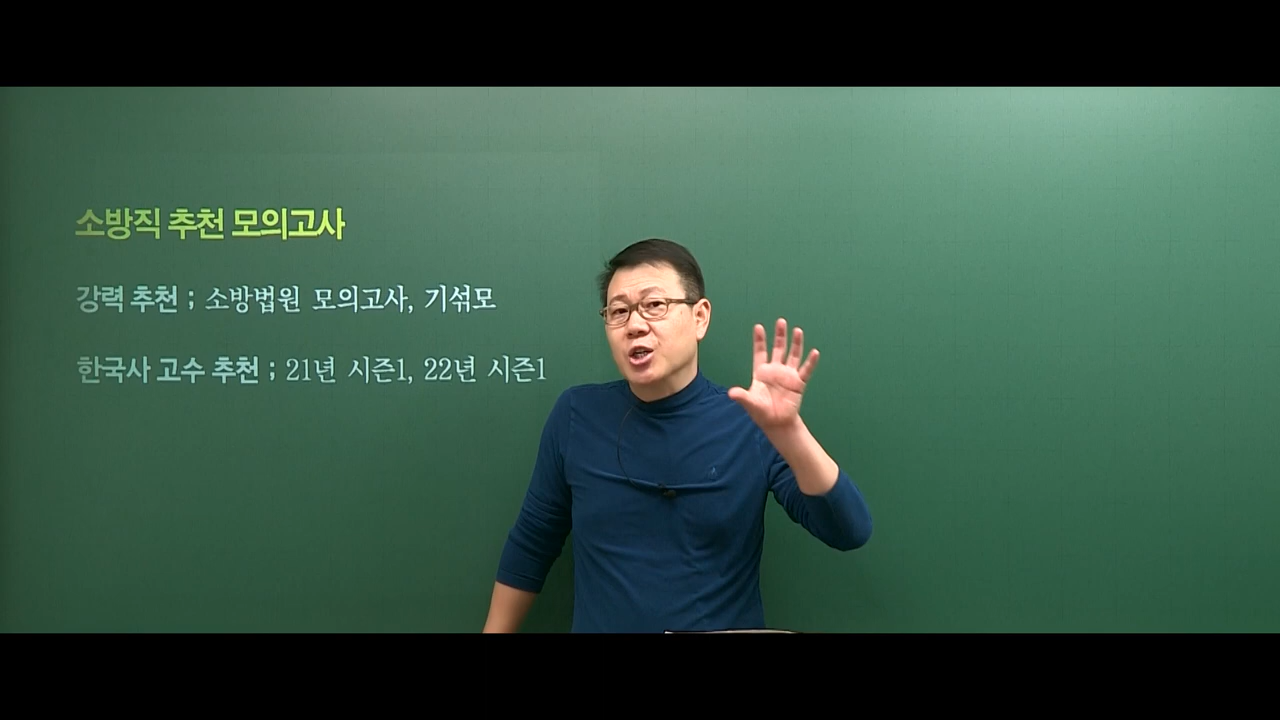 소방직 추천 모의고사
강력 추천 ; 소방법원 모의고사, 기섞모
한국사 고수 추천 ; 21년 시즌1, 22년 시즌1